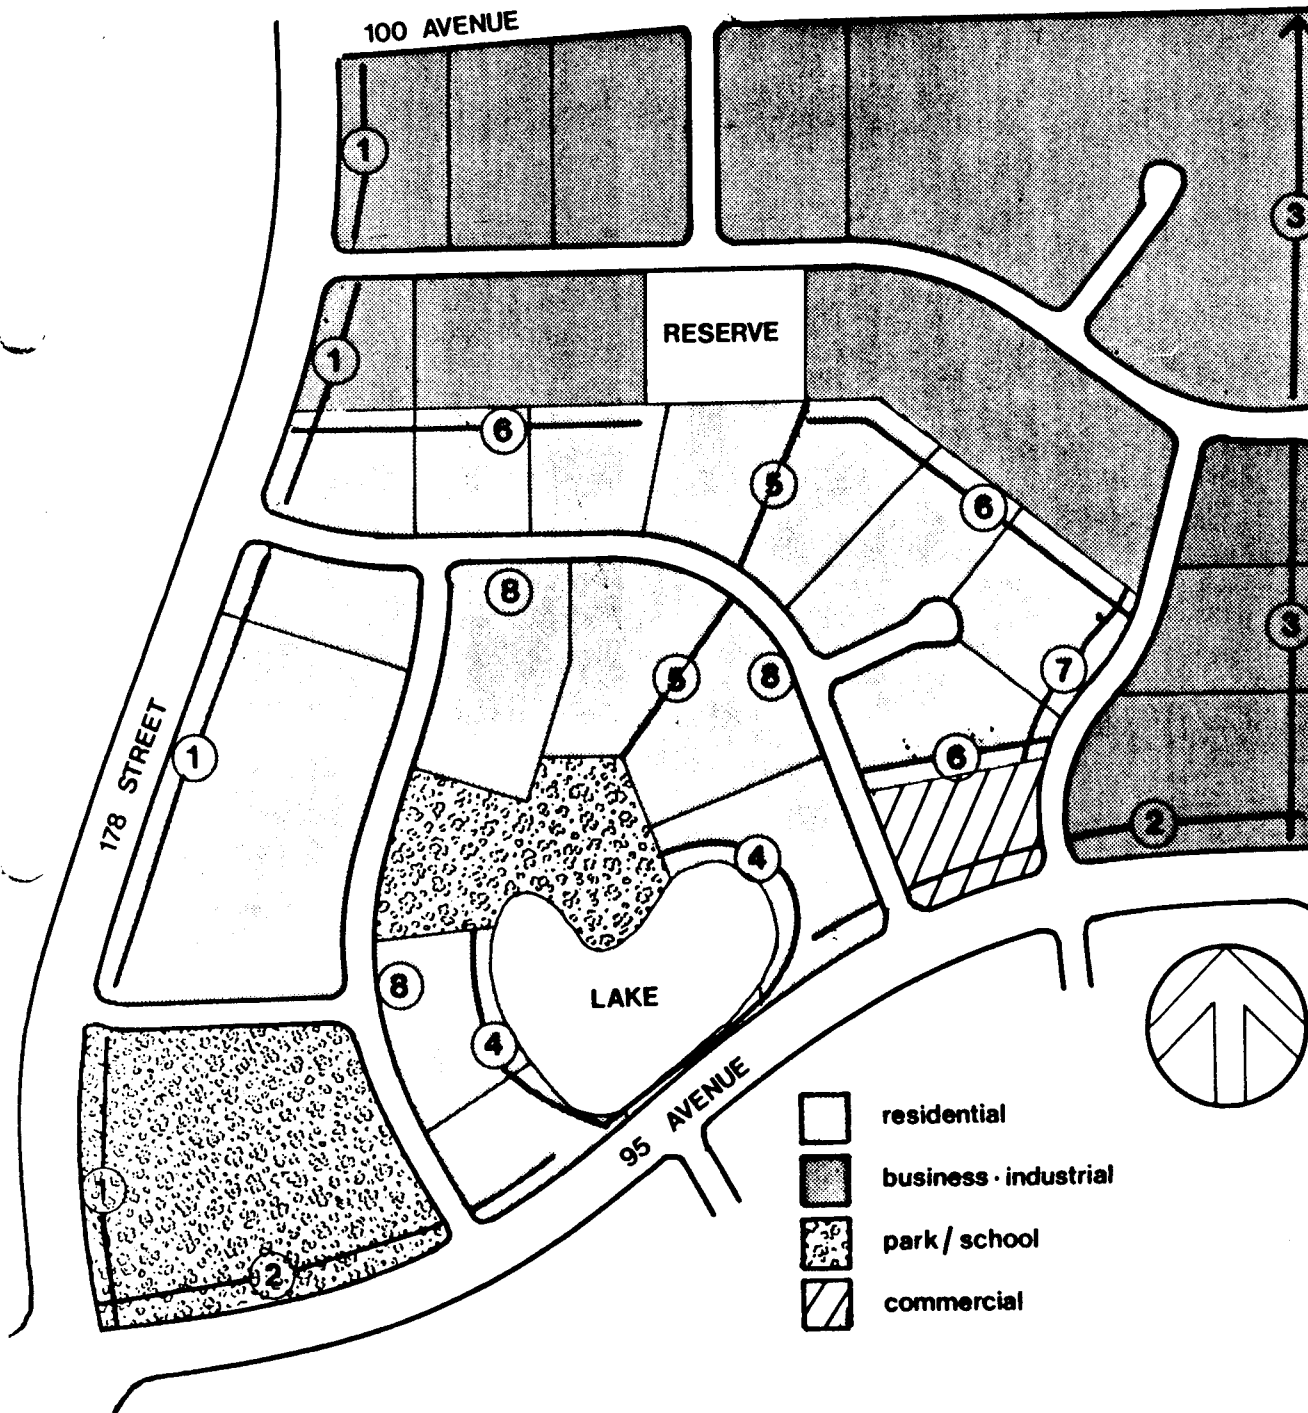 100 AVENUE
1
3
RESERVE
1
6
5
6
8
3
5
8
7
178 STREET
1
6
2
4
8
LAKE
4
95 AVENUE
2
residential
business · industrial
park / school
commercial